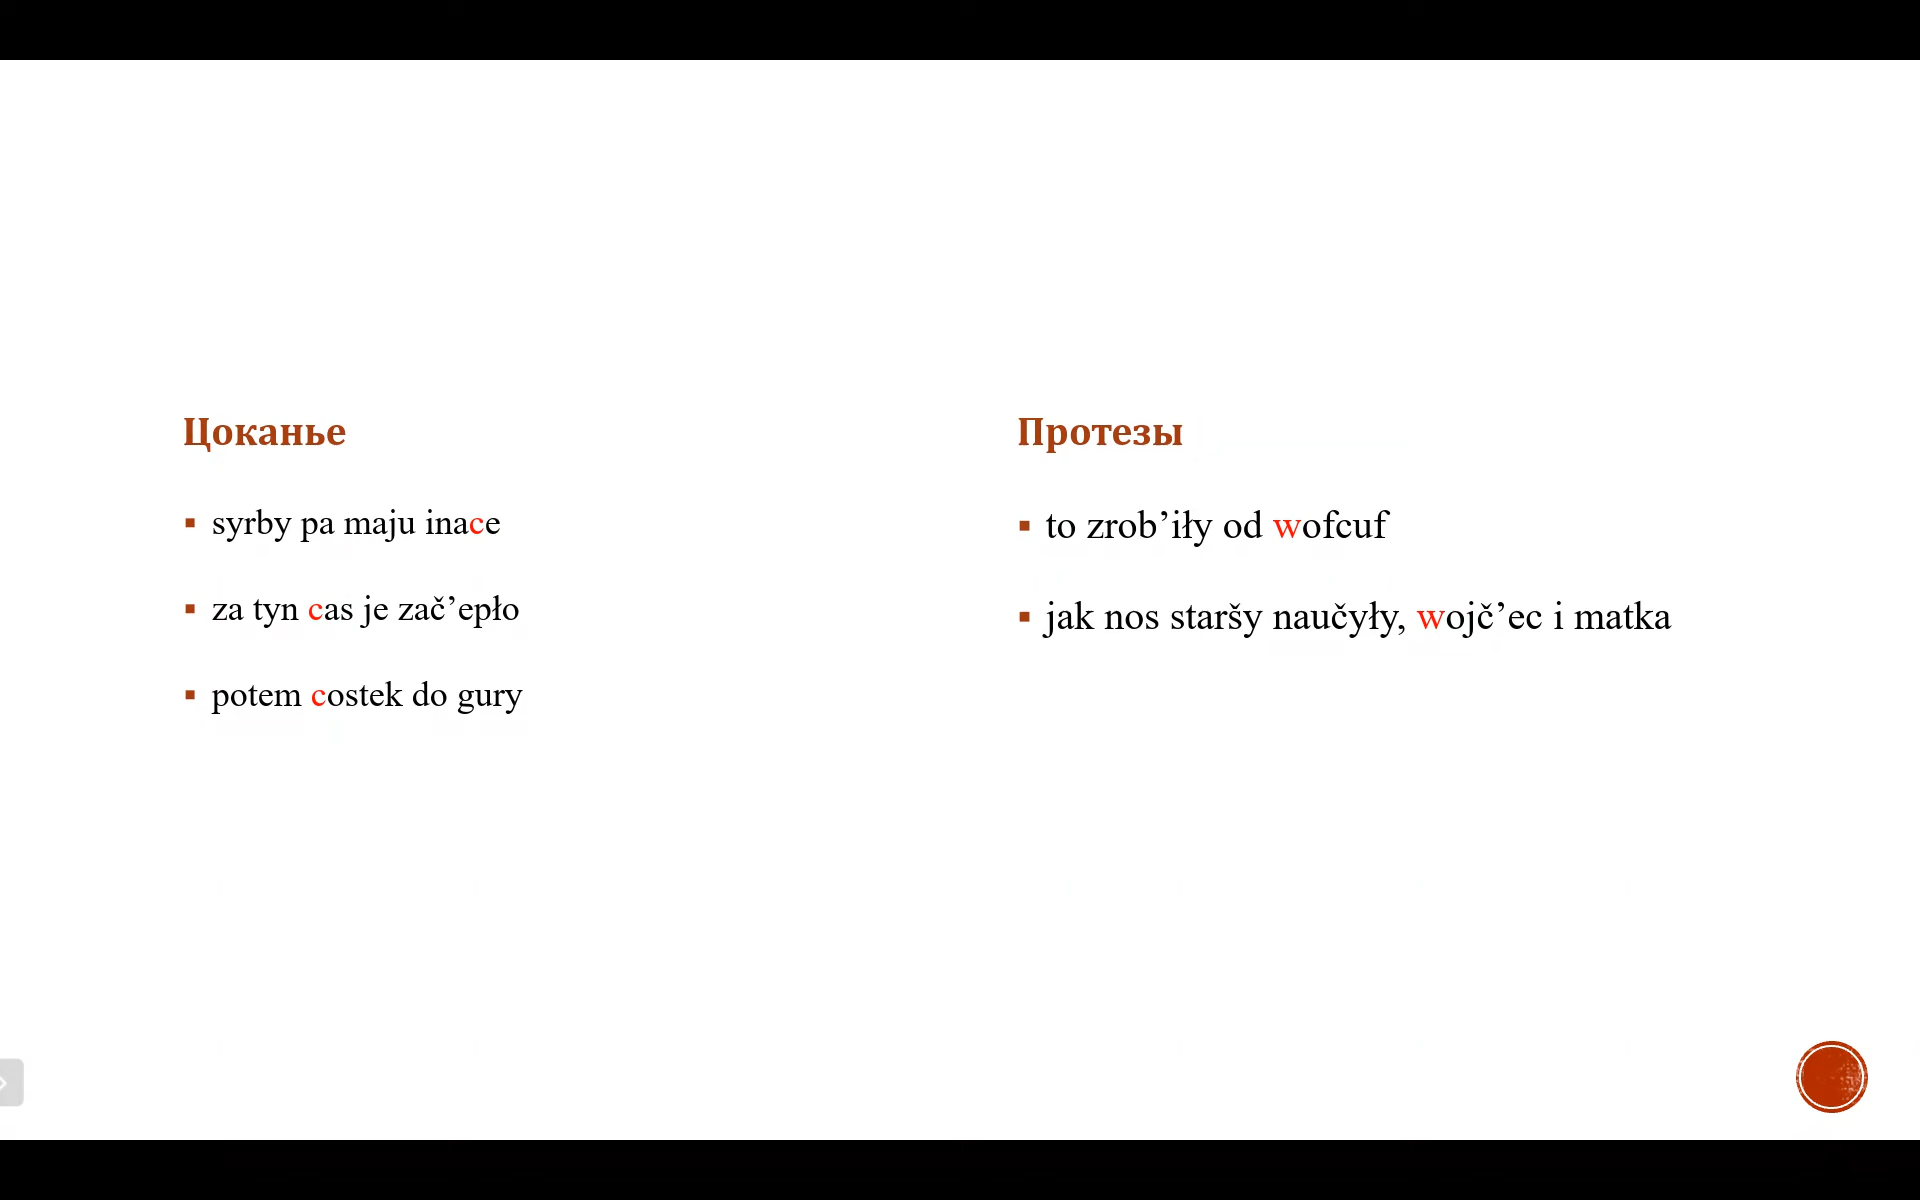 Цоканье
syrby pa maju inace
za tyn cas je zač’epło
potem costek do gury
Протезы
to zrob’iły od wofcuf
jak nos staršy naučyły, wojč’ec i matka